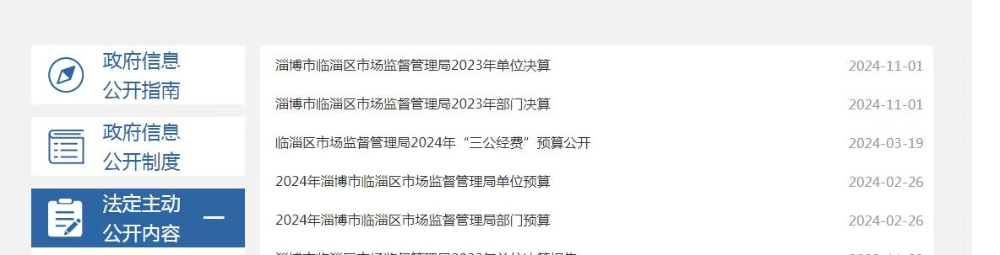 政府信息
公开指南
政府信息
公开制度
法定主动
公开内容
淄博市临淄区市场监督管理局2023年单位决算 2024-11-01
淄博市临淄区市场监督管理局2023年部门决算 2024-11-01
临淄区市场监督管理局2024年“三公经费”预算公开 2024-03-19
2024年淄博市临淄区市场监督管理局单位预算 2024-02-26
2024年淄博市临淄区市场监督管理局部门预算 2024-02-26